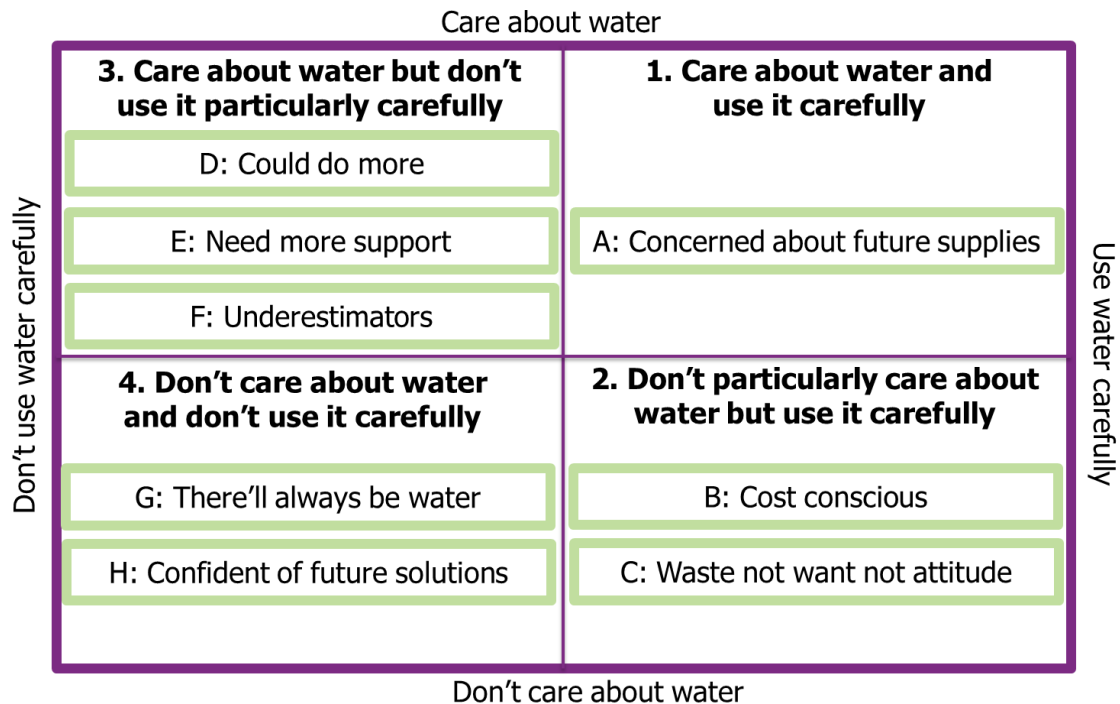 Care about water
3. Care about water but don’t
use it particularly carefully
D: Could do more
E: Need more support
F: Underestimators
1. Care about water and
use it carefully
A: Concerned about future supplies
Don’t use water carefully
Use water carefully
4. Don’t care about water
and don’t use it carefully
G: There’ll always be water
H: Confident of future solutions
2. Don’t particularly care about
water but use it carefully
B: Cost conscious
C: Waste not want not attitude
Don’t care about water